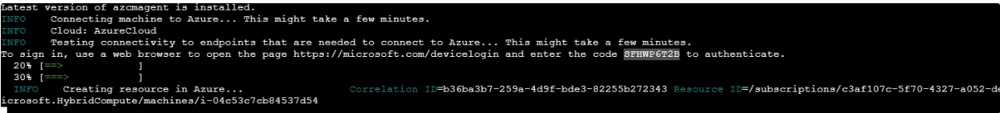 Latest version of azcmagent is installed.
INFO    Connecting machine to Azure... This might take a few minutes.
INFO    Cloud: AzureCloud
INFO    Testing connectivity to endpoints that are needed to connect to Azure... This might take a few minutes.
To sign in, use a web browser to open the page https://microsoft.com/devicelogin and enter the code SFHWP6T2B to authenticate.
20% [==>            ]
30% [===>           ]
INFO    Creating resource in Azure...                 Correlation ID=b36ba3b7-259a-4d9f-bde3-82255b272343 Resource ID=/subscriptions/c3af107c-5f70-4327-a052-de
icrosoft.HybridCompute/machines/i-04c53c7cb84537d54